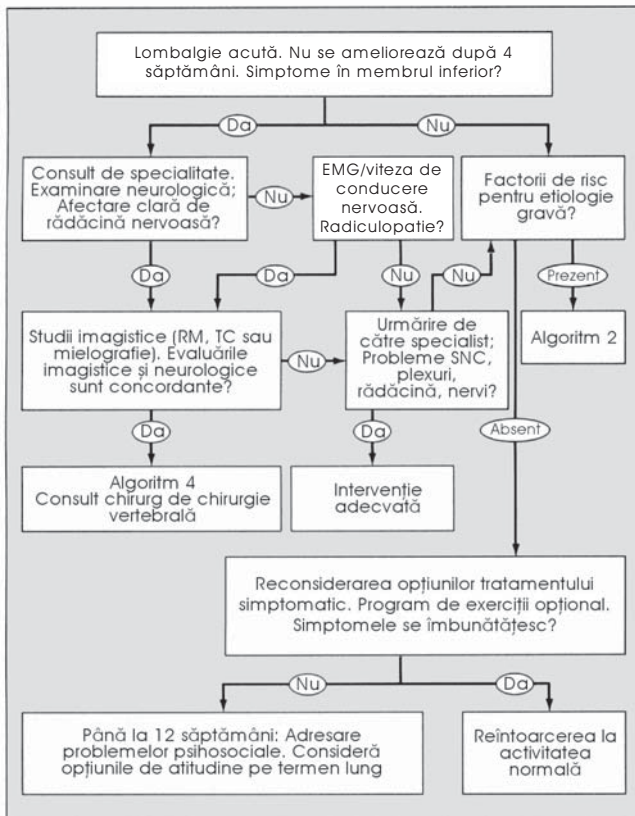 Lombalgie acută. Nu se ameliorează după 4
săptămâni. Simptome în membrul inferior?
Da
Nu
Consult de specialitate.
Examinare neurologică;
Afectare clară de
rădăcină nervoasă?
Nu
EMG/viteza de
conducere
nervoasă.
Radiculopatie?
Factorii de risc
pentru etiologie
gravă?
Da
Da
Nu
Nu
Prezent
Studii imagistice (RM, TC sau
mielografie). Evaluările
imagistice și neurologice
sunt concordante?
Nu
Urmărire de
către specialist;
Probleme SNC,
plexuri,
rădăcină, nervi?
Algoritm 2
Da
Da
Absent
Algoritm 4
Consult chirurg de chirurgie
vertebrală
Intervenție
adecvată
Reconsiderarea opțiunilor tratamentului
simptomatic. Program de exerciții opțional.
Simptomele se îmbunătățesc?
Nu
Da
Până la 12 săptămâni: Adresare
problemelor psihosociale. Consideră
opțiunile de atitudine pe termen lung
Reîntoarcerea la
activitatea
normală